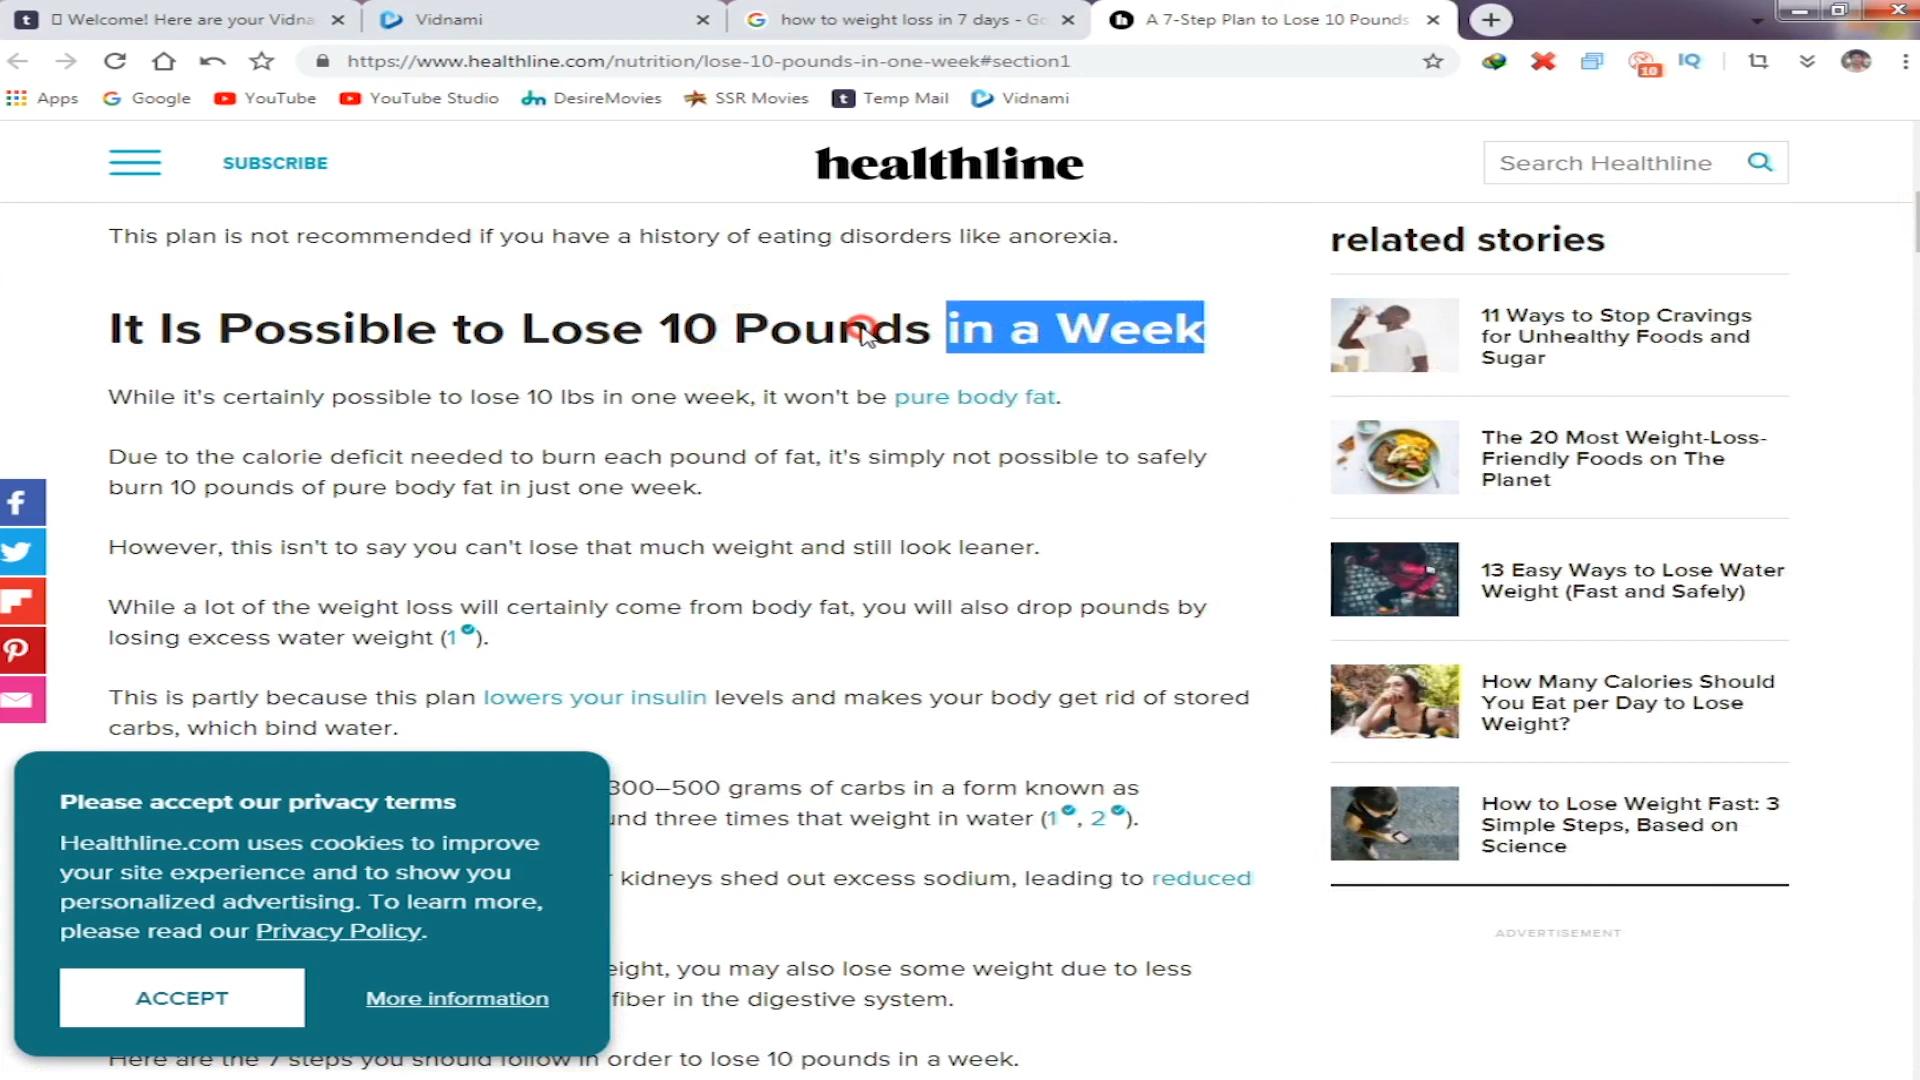 Welcome! Here are your Vidna
Vidnami
how to weight loss in 7 days - Go
A 7-Step Plan to Lose 10 Pounds
https://www.healthline.com/nutrition/lose-10-pounds-in-one-week#section1
10
IQ
Apps
Google
YouTube
YouTube Studio
DesireMovies
SSR Movies
Temp Mail
Vidnami
SUBSCRIBE
healthline
Search Healthline
This plan is not recommended if you have a history of eating disorders like anorexia.
It Is Possible to Lose 10 Pounds in a Week
While it's certainly possible to lose 10 lbs in one week, it won't be pure body fat.
Due to the calorie deficit needed to burn each pound of fat, it's simply not possible to safely
burn 10 pounds of pure body fat in just one week.
However, this isn't to say you can't lose that much weight and still look leaner.
While a lot of the weight loss will certainly come from body fat, you will also drop pounds by
losing excess water weight (1).
This is partly because this plan lowers your insulin levels and makes your body get rid of stored
carbs, which bind water.
300–500 grams of carbs in a form known as
und three times that weight in water (1, 2).
kidneys shed out excess sodium, leading to reduced
eight, you may also lose some weight due to less
fiber in the digestive system.
Here are the 7 steps you should follow in order to lose 10 pounds in a week.
Please accept our privacy terms
Healthline.com uses cookies to improve
your site experience and to show you
personalized advertising. To learn more,
please read our Privacy Policy.
ACCEPT
More information
related stories
11 Ways to Stop Cravings
for Unhealthy Foods and
Sugar
The 20 Most Weight-Loss-
Friendly Foods on The
Planet
13 Easy Ways to Lose Water
Weight (Fast and Safely)
How Many Calories Should
You Eat per Day to Lose
Weight?
How to Lose Weight Fast: 3
Simple Steps, Based on
Science
ADVERTISEMENT